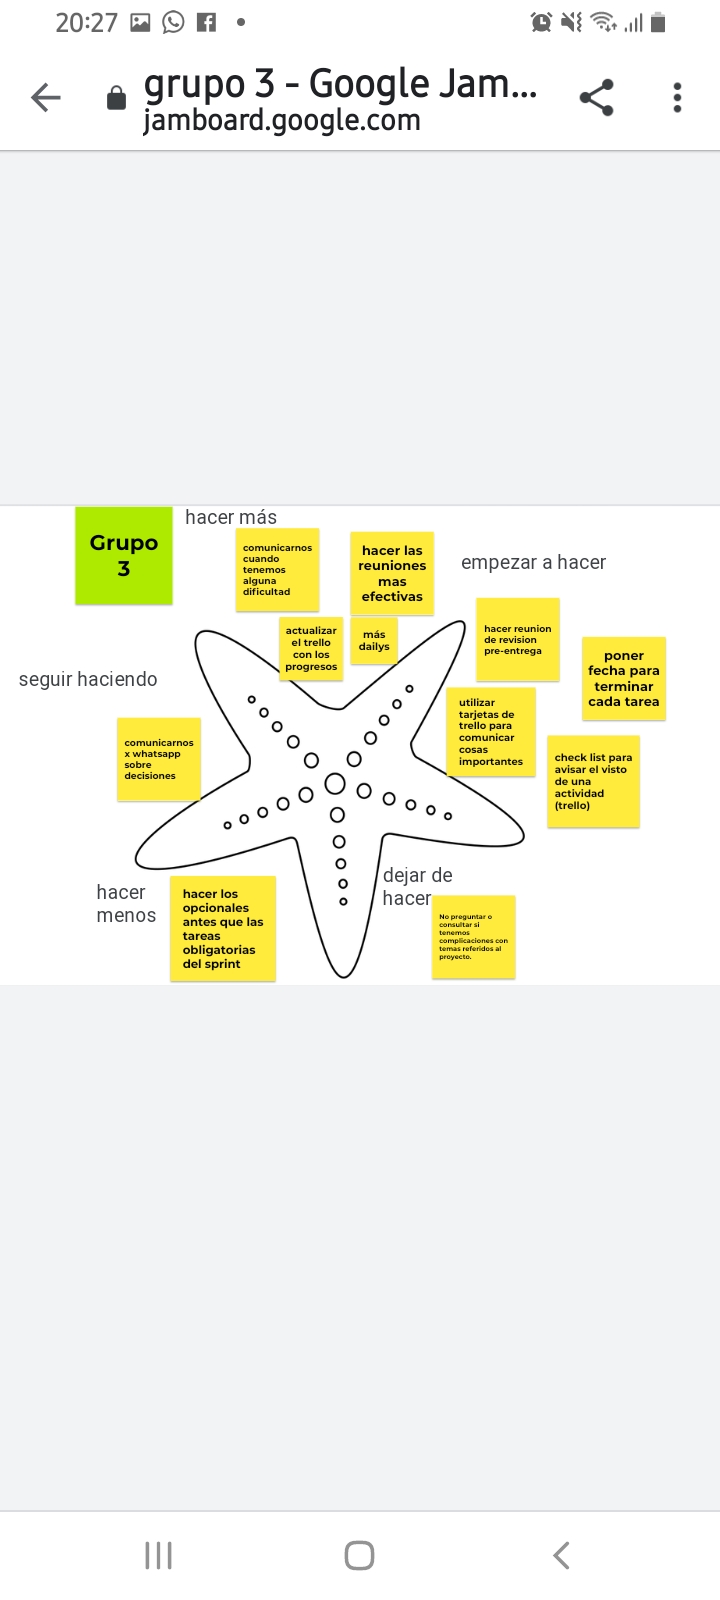 20:27
grupo 3 - Google Jam...
jamboard.google.com
Grupo
3
hacer más
comunicarnos
cuando
tenemos
alguna
dificultad
hacer las
reuniones
mas
efectivas
actualizar
el trello
con los
progresos
más
dailys
empezar a hacer
hacer reunion
de revision
pre-entrega
poner
fecha para
terminar
cada tarea
utilizar
tarjetas de
trello para
comunicar
cosas
importantes
check list para
avisar el visto
de una
actividad
(trello)
seguir haciendo
comunicarnos
x whatsapp
sobre
decisiones
hacer
menos
hacer los
opcionales
antes que las
tareas
obligatorias
del sprint
dejar de
hacer
No preguntar o
consultar si
tenemos
complicaciones con
temas referidos al
proyecto.